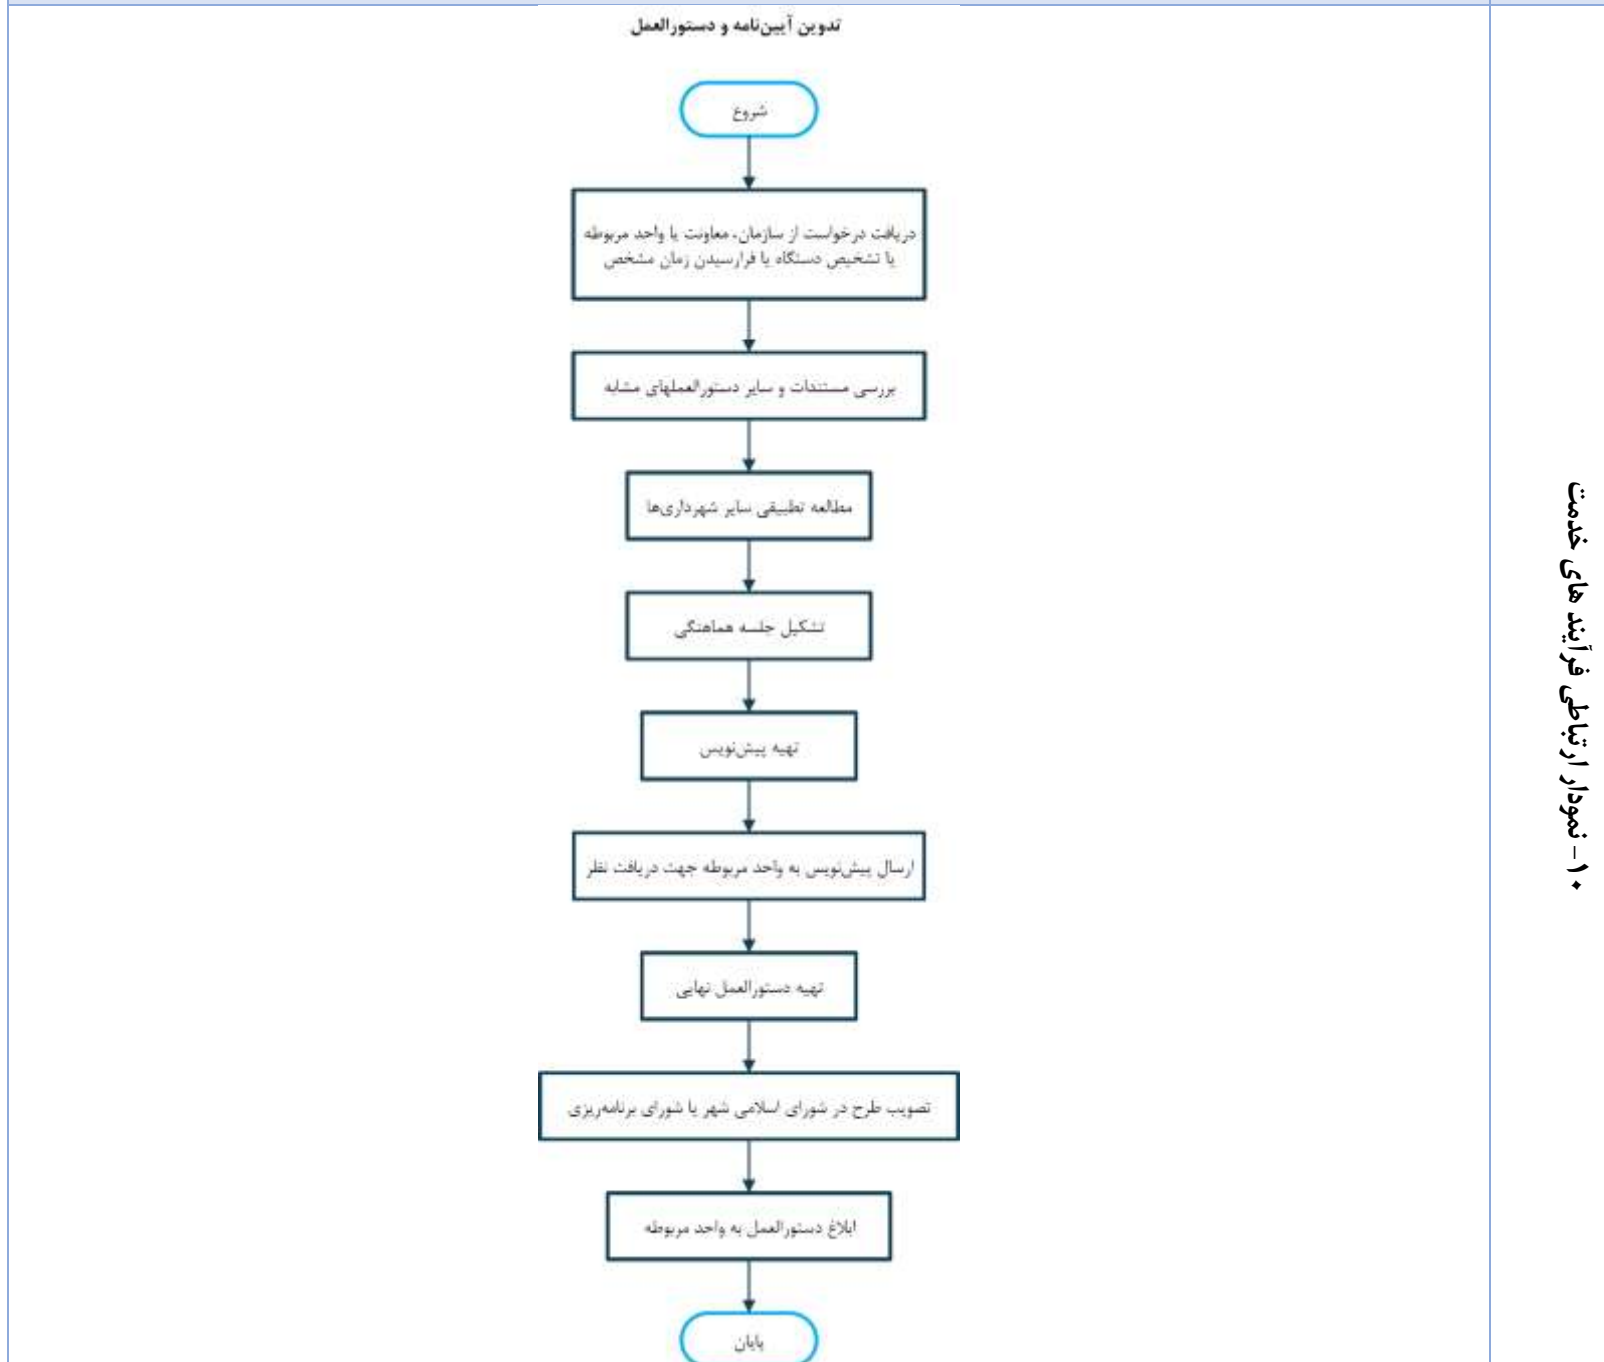 تدوین آیین‌نامه و دستورالعمل
شروع
دریافت درخواست از سازمان، معاونت یا واحد مربوطه
یا تشخیص دستگاه یا فرارسیدن زمان مشخص
بررسی مستندات و سایر دستورالعملهای مشابه
مطالعه تطبیقی سایر شهرداری‌ها
تشکیل جلسه هماهنگی
تهیه پیش‌نویس
ارسال پیش‌نویس به واحد مربوطه جهت دریافت نظر
تهیه دستورالعمل نهایی
تصویب طرح در شورای اسلامی شهر یا شورای برنامه‌ریزی
ابلاغ دستورالعمل به واحد مربوطه
پایان
۱۰- نمودار ارتباطی فرآیند های خدمت